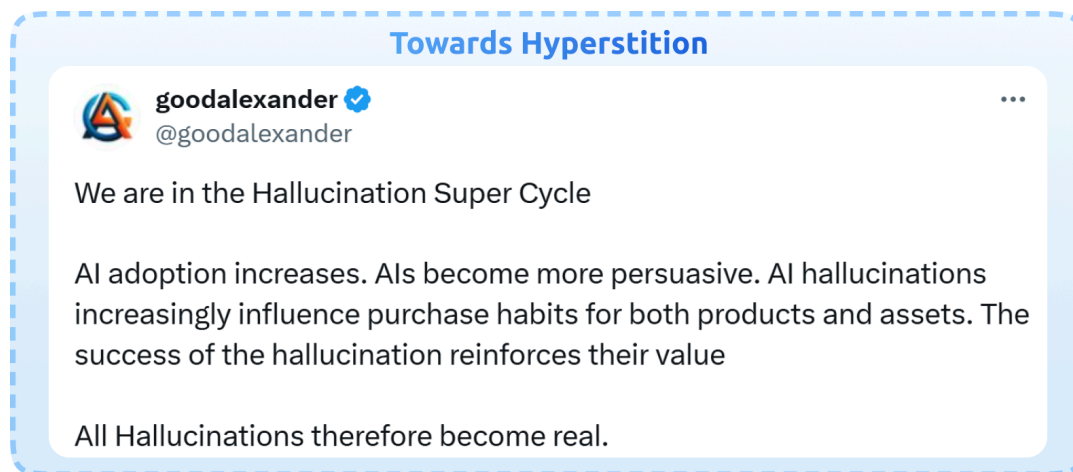 Towards Hyperstition
goodalexander
@goodalexander
We are in the Hallucination Super Cycle
AI adoption increases. AIs become more persuasive. AI hallucinations
increasingly influence purchase habits for both products and assets. The
success of the hallucination reinforces their value
All Hallucinations therefore become real.